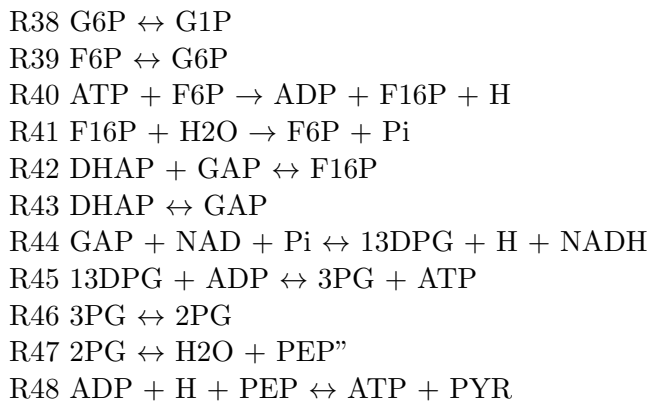 R38 G6P ↔ G1P
R39 F6P ↔ G6P
R40 ATP + F6P → ADP + F16P + H
R41 F16P + H2O → F6P + Pi
R42 DHAP + GAP ↔ F16P
R43 DHAP ↔ GAP
R44 GAP + NAD + Pi ↔ 13DPG + H + NADH
R45 13DPG + ADP ↔ 3PG + ATP
R46 3PG ↔ 2PG
R47 2PG ↔ H2O + PEP”
R48 ADP + H + PEP ↔ ATP + PYR